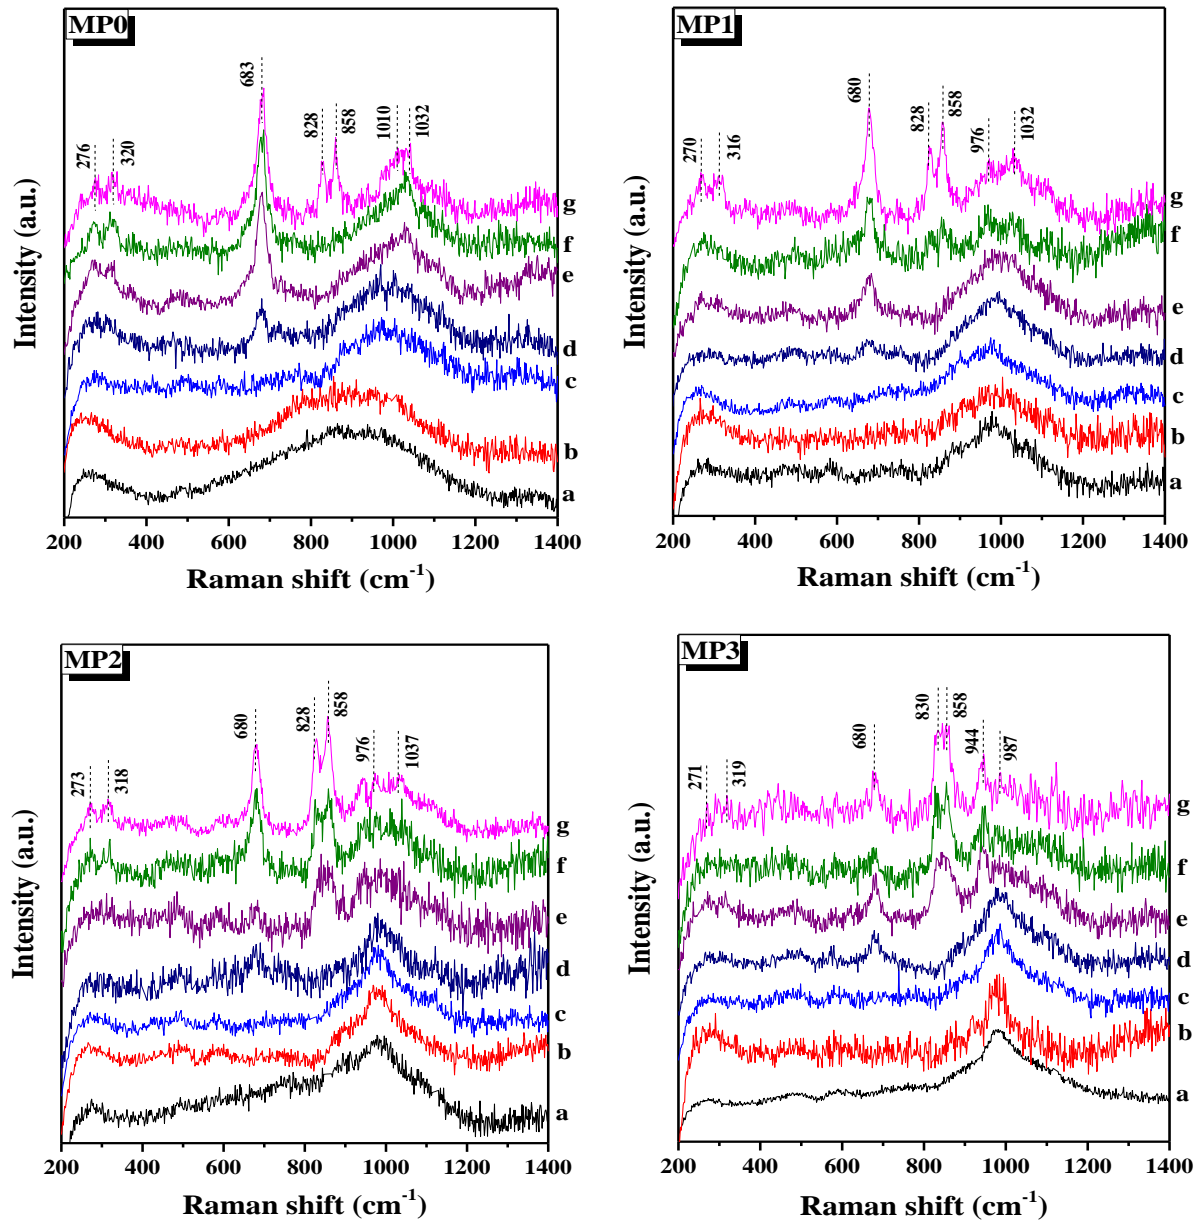 MP0
276
320
683
828
858
1010
1032
g
f
e
d
c
b
a
Intensity (a.u.)
200 400 600 800 1000 1200 1400
Raman shift (cm-1)
MP1
270
316
680
828
858
976
1032
g
f
e
d
c
b
a
Intensity (a.u.)
200 400 600 800 1000 1200 1400
Raman shift (cm-1)
MP2
273
318
680
828
858
976
1037
g
f
e
d
c
b
a
Intensity (a.u.)
200 400 600 800 1000 1200 1400
Raman shift (cm-1)
MP3
271
319
680
830
858
944
987
g
f
e
d
c
b
a
Intensity (a.u.)
200 400 600 800 1000 1200 1400
Raman shift (cm-1)